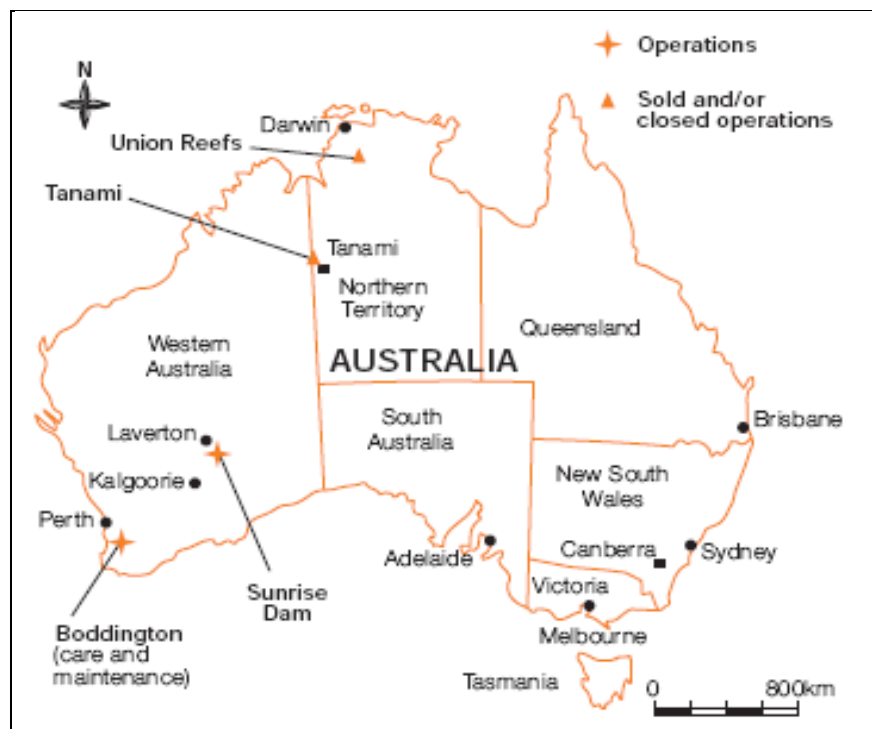 N
Operations
Sold and/or
closed operations
Darwin
Union Reefs
Tanami
Tanami
Northern
Territory
Queensland
Western
Australia
AUSTRALIA
South
Australia
Laverton
Brisbane
Kalgoorie
New South
Wales
Perth
Adelaide
Canberra
Sydney
Sunrise
Dam
Victoria
Boddington
(care and
maintenance)
Melbourne
Tasmania
0 800km